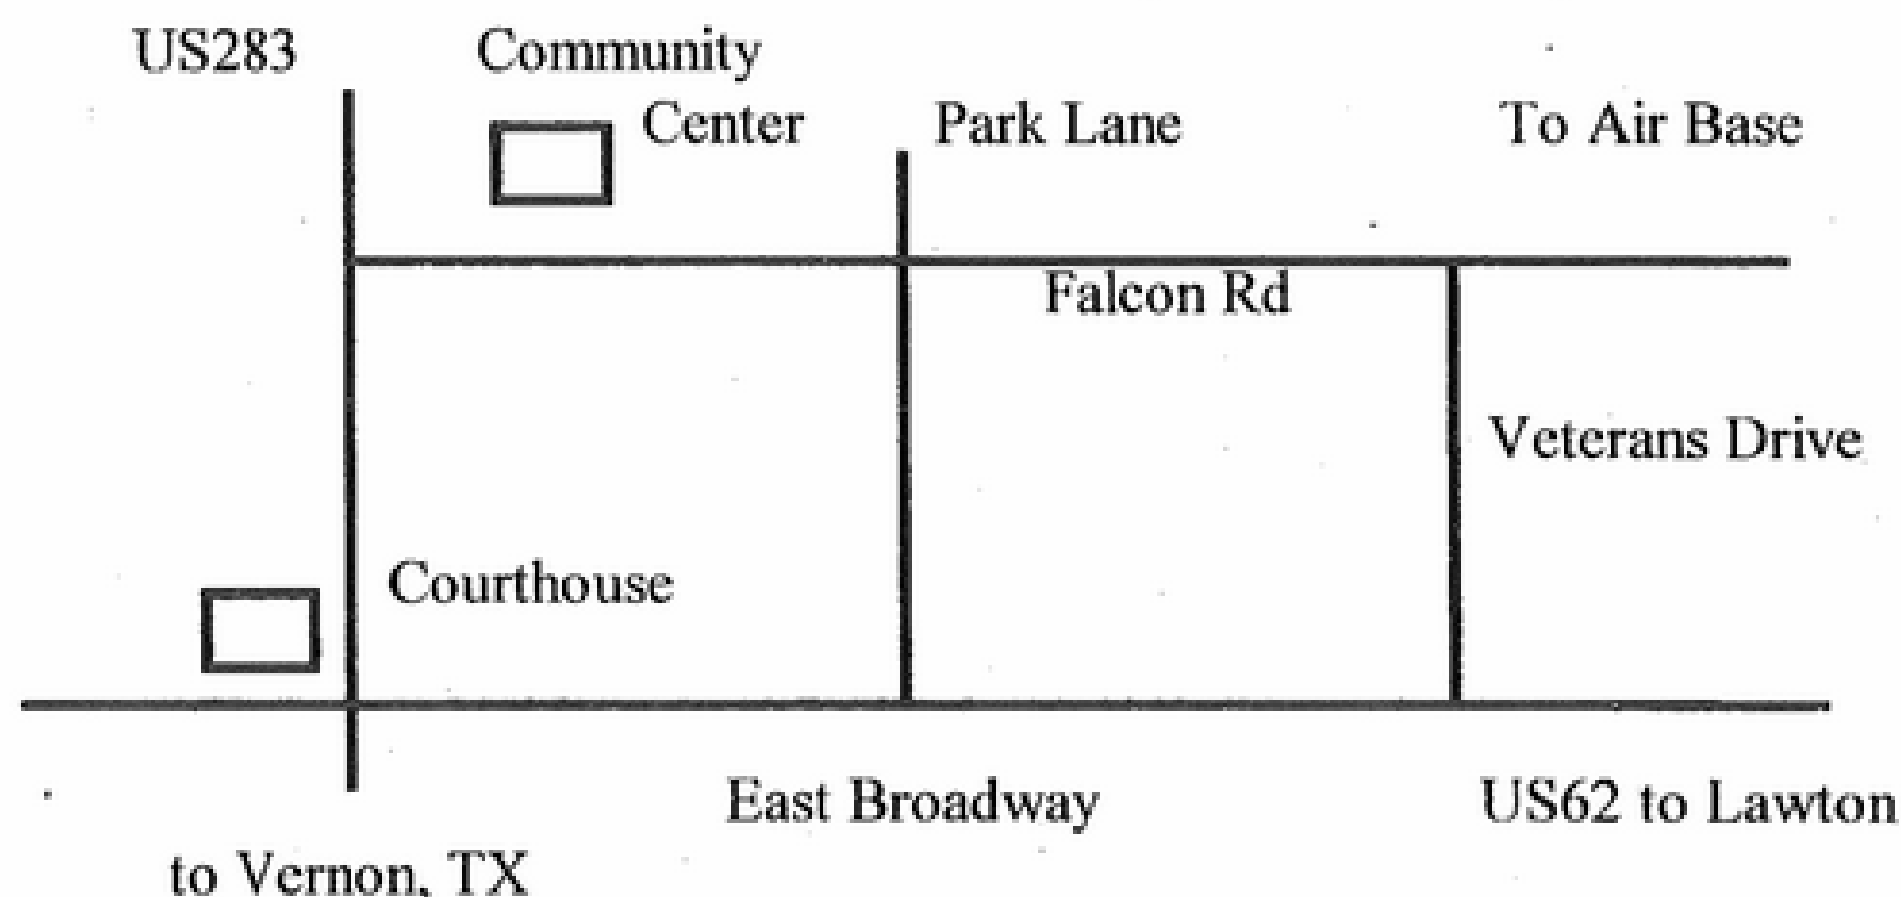 US283
Community
Center
Park Lane
To Air Base
Falcon Rd
Veterans Drive
Courthouse
East Broadway
US62 to Lawton
to Vernon, TX